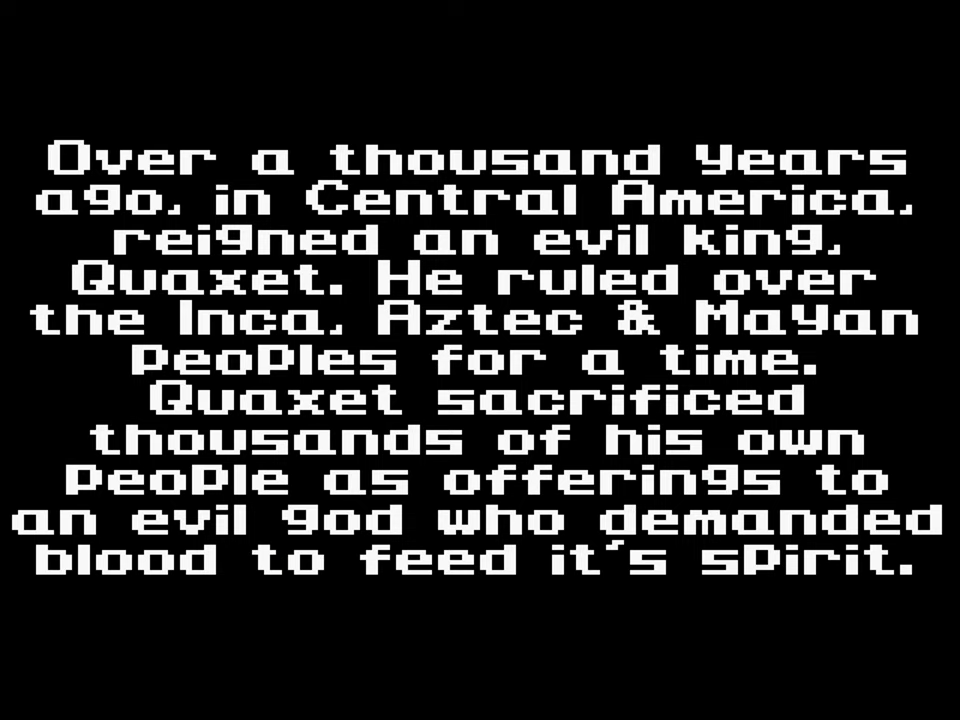 Over a thousand years
ago, in Central America,
reigned an evil king,
Quaxet. He ruled over
the Inca, Aztec & Mayan
peoples for a time.
Quaxet sacrificed
thousands of his own
people as offerings to
an evil god who demanded
blood to feed it's spirit.